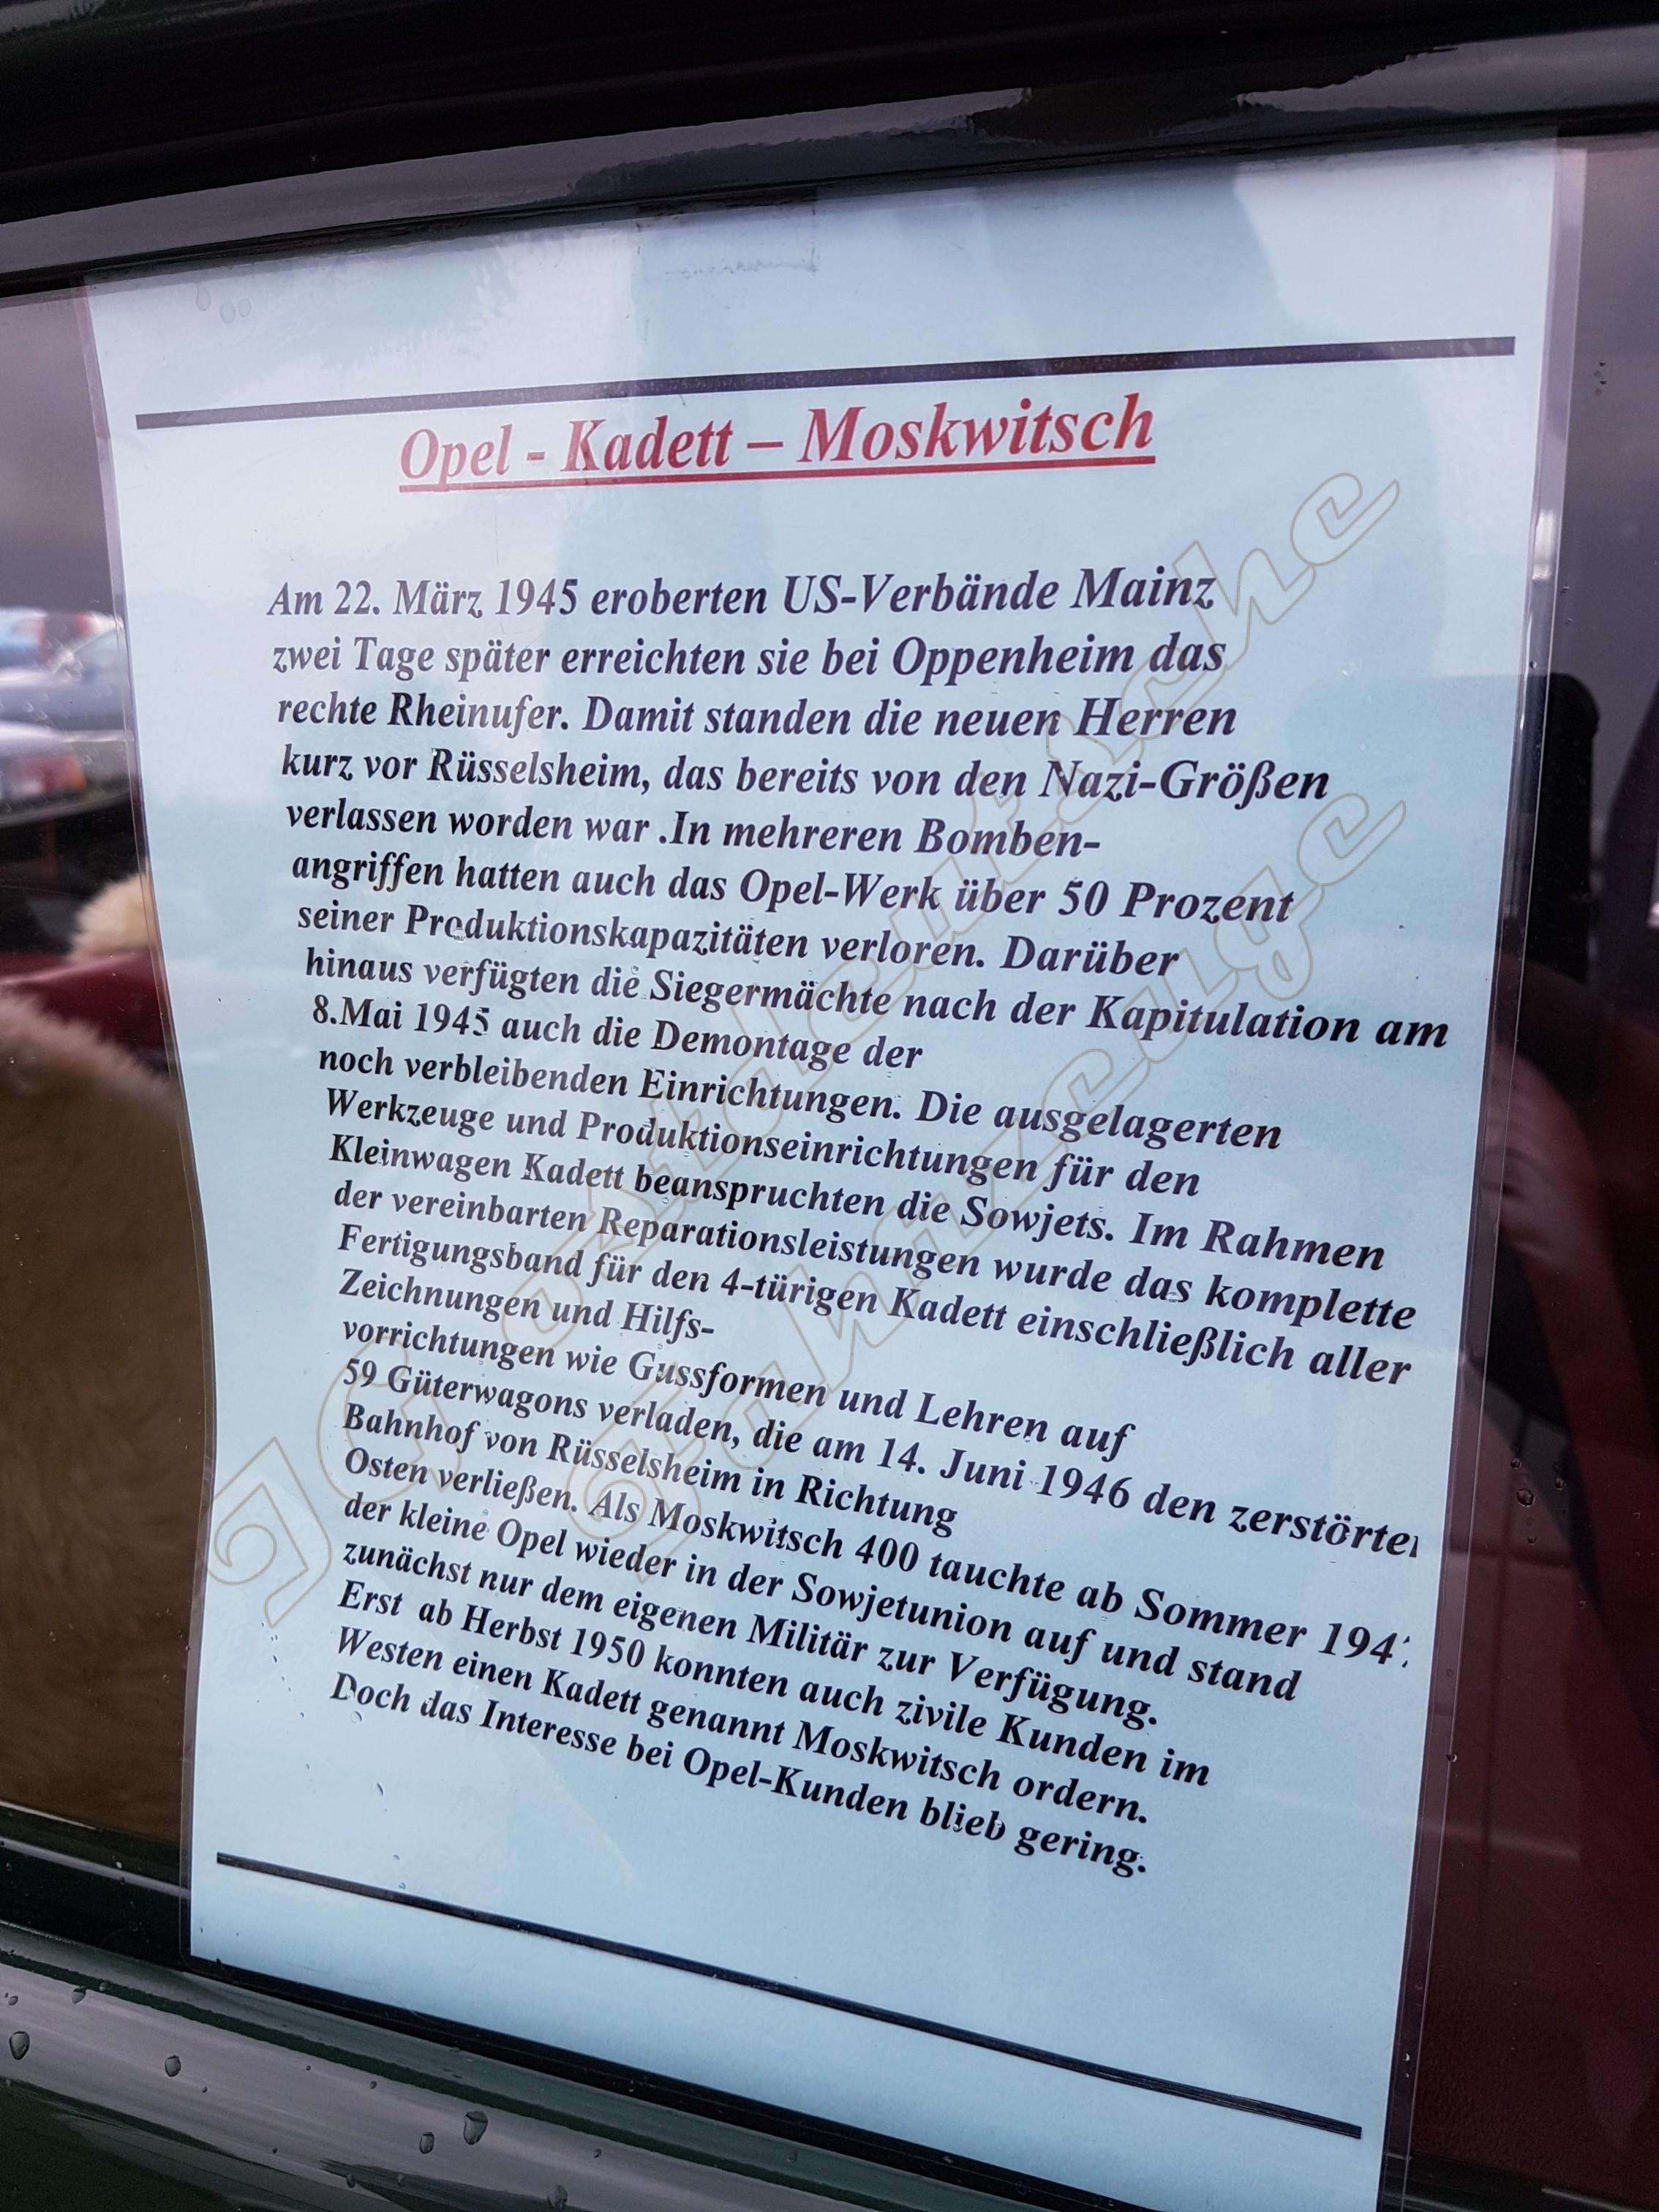 Opel - Kadett – Moskwitsch
Am 22. März 1945 eroberten US-Verbände Mainz
zwei Tage später erreichten sie bei Oppenheim das
rechte Rheinufer. Damit standen die neuen Herren
kurz vor Rüsselsheim, das bereits von den Nazi-Größen
verlassen worden war .In mehreren Bomben-
angriffen hatten auch das Opel-Werk über 50 Prozent
seiner Produktionskapazitäten verloren. Darüber
hinaus verfügten die Siegermächte nach der Kapitulation am
8.Mai 1945 auch die Demontage der
noch verbleibenden Einrichtungen. Die ausgelagerten
Werkzeuge und Produktionseinrichtungen für den
Kleinwagen Kadett beanspruchten die Sowjets. Im Rahmen
der vereinbarten Reparationsleistungen wurde das komplette
Fertigungsband für den 4-türigen Kadett einschließlich aller
Zeichnungen und Hilfs-
vorrichtungen wie Gussformen und Lehren auf
59 Güterwagons verladen, die am 14. Juni 1946 den zerstörte
Bahnhof von Rüsselsheim in Richtung
Osten verließen. Als Moskwitsch 400 tauchte ab Sommer 194
der kleine Opel wieder in der Sowjetunion auf und stand
zunächst nur dem eigenen Militär zur Verfügung.
Erst ab Herbst 1950 konnten auch zivile Kunden im
Westen einen Kadett genannt Moskwitsch ordern.
Doch das Interesse bei Opel-Kunden blieb gering.